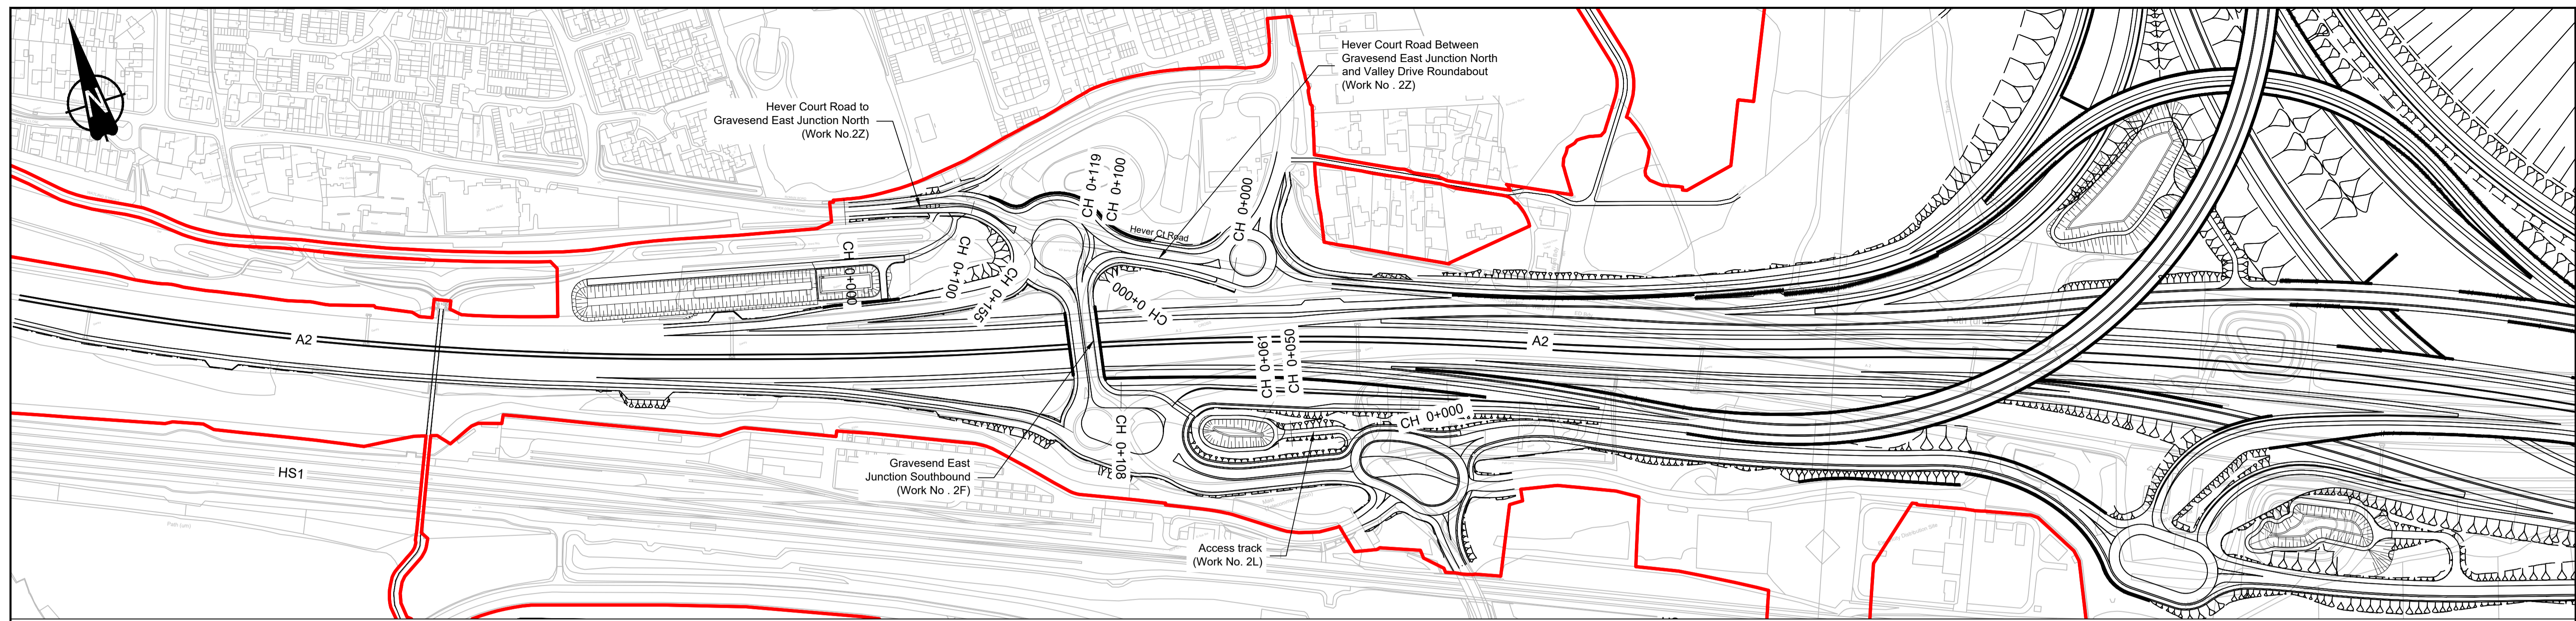 N
Hever Court Road Between
Gravesend East Junction North
and Valley Drive Roundabout
(Work No . 2Z)
Hever Court Road to
Gravesend East Junction North
(Work No.2Z)
CH 0+119
CH 0+100
CH 0+000
Hever Ct Road
CH 0+000
CH 0+100
CH 0+155
CH 0+000
A2
A2
CH 0+061
CH 0+050
CH 0+000
CH 0+108
HS1
Gravesend East
Junction Southbound
(Work No . 2F)
Access track
(Work No. 2L)
Path (um)
Path (um)